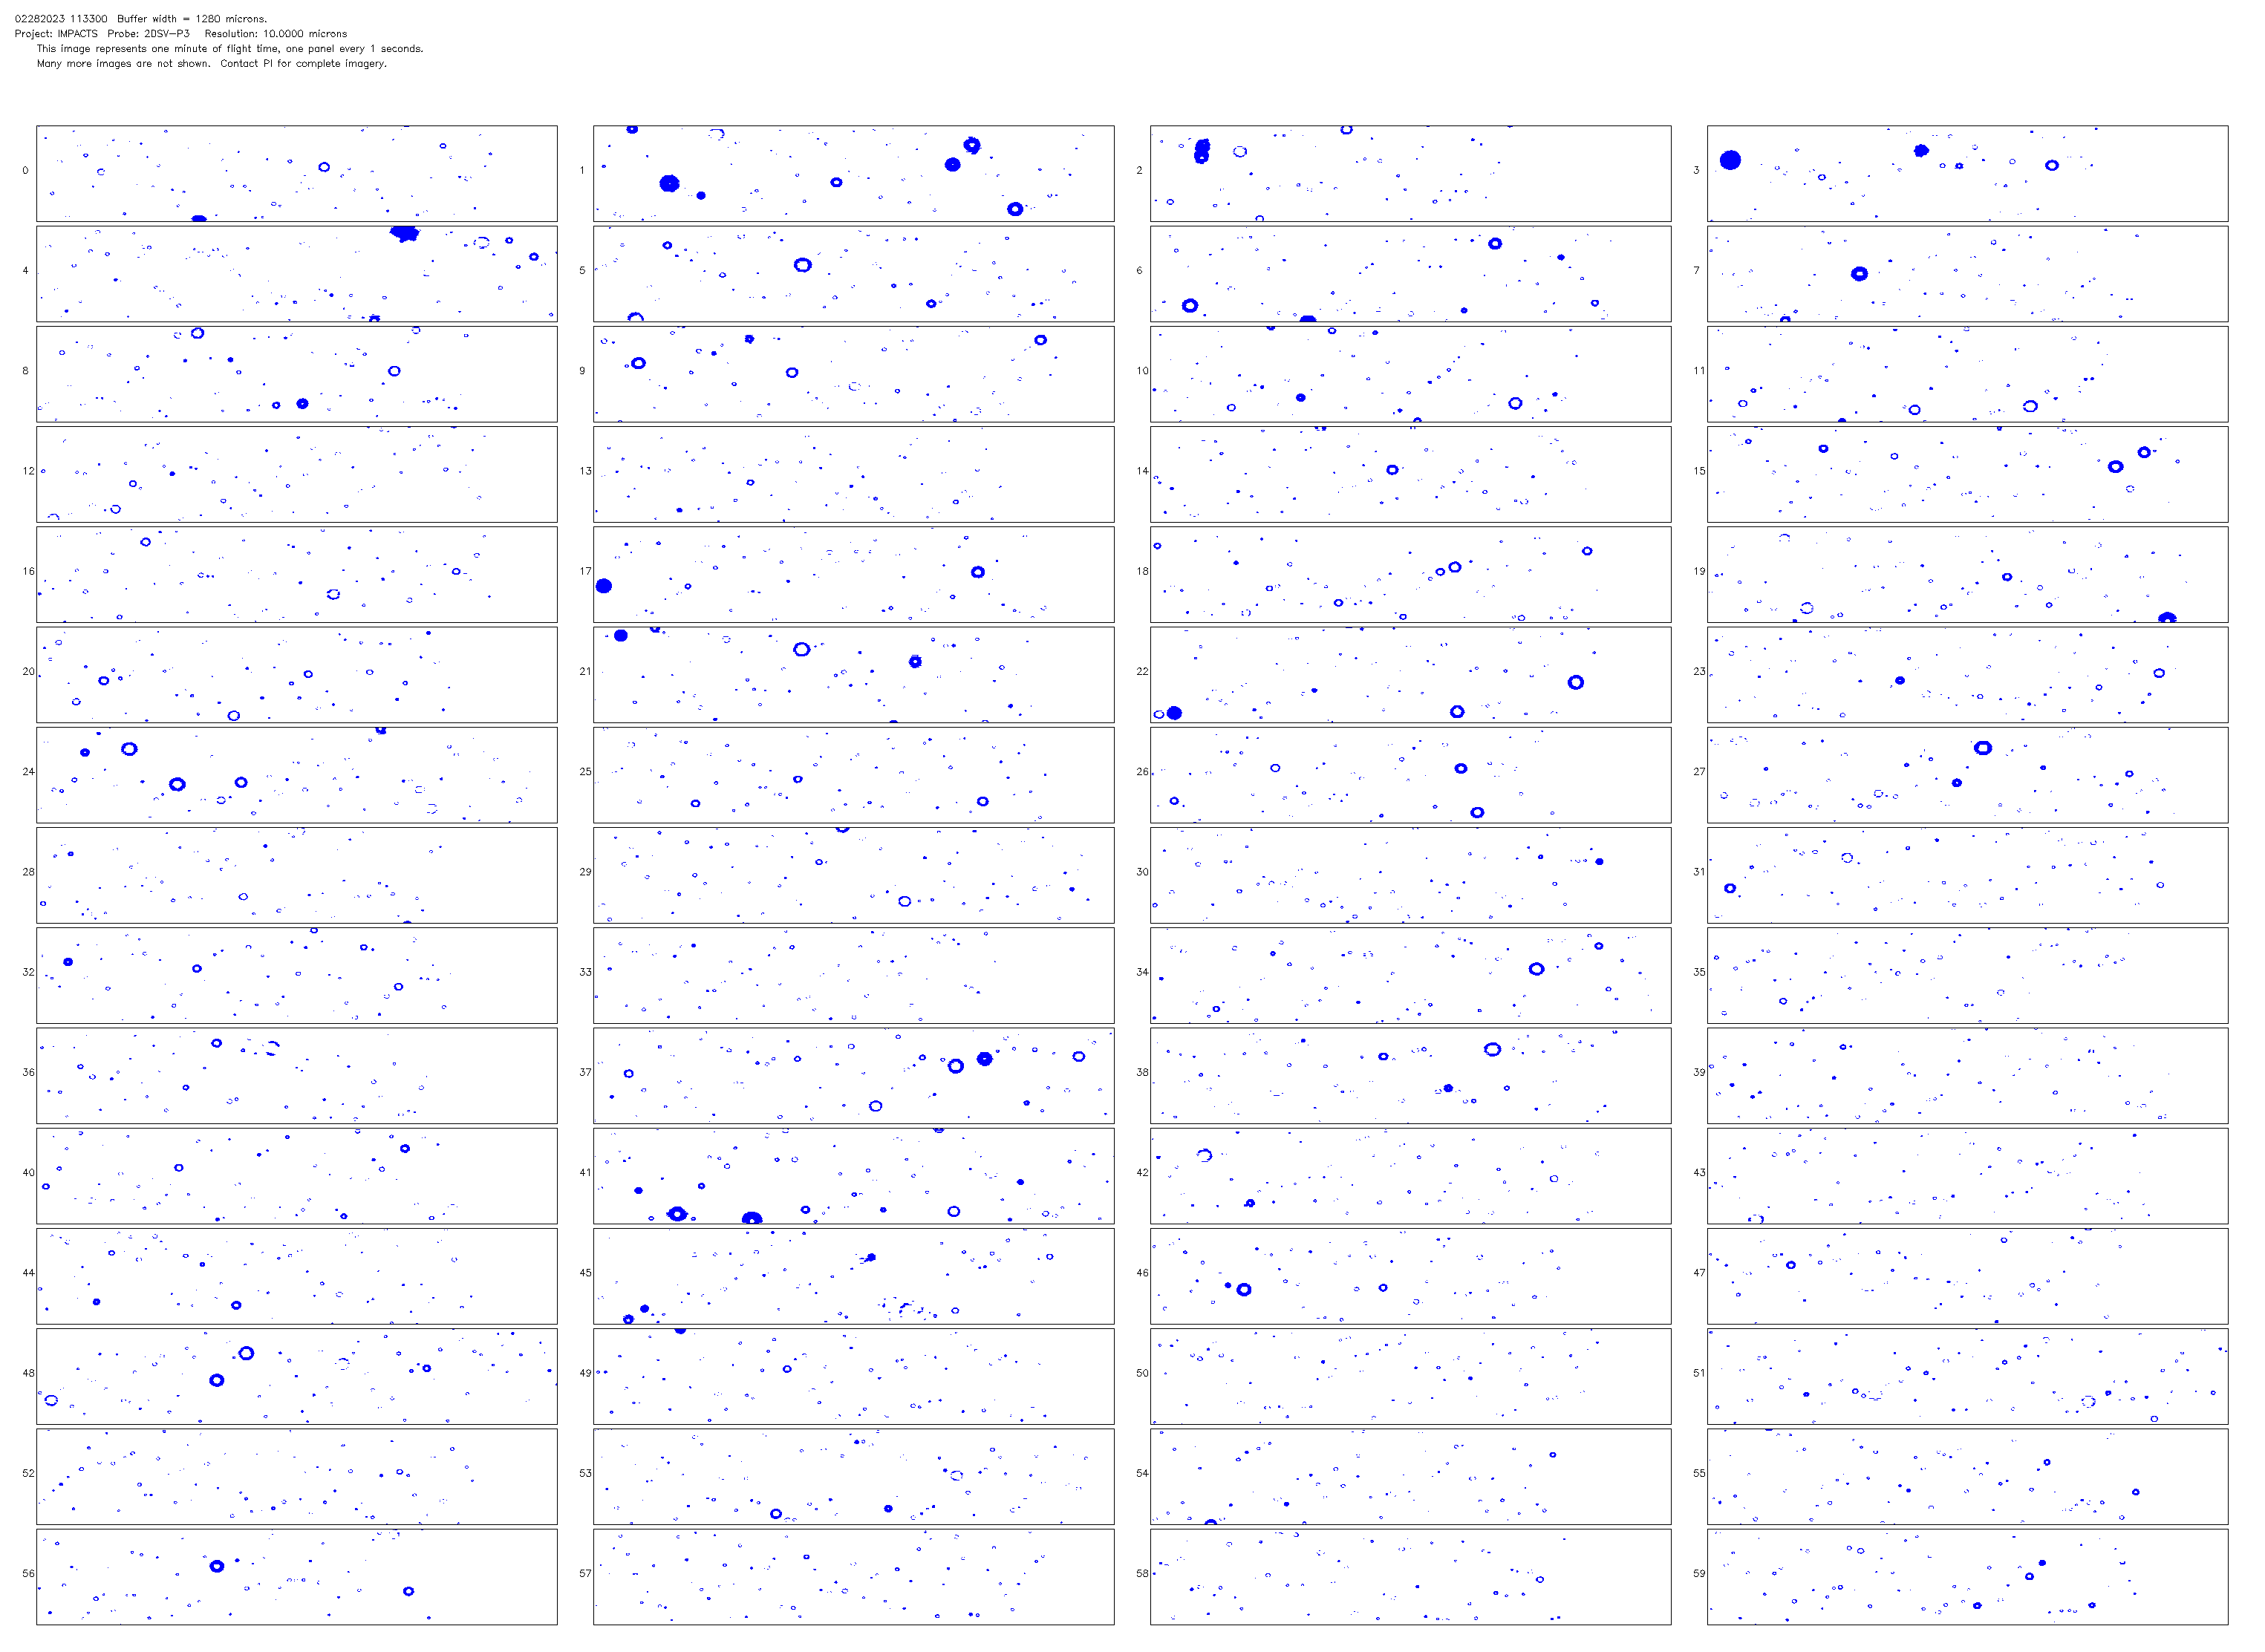 02282023 113300 Buffer width = 1280 microns.
Project: IMPACTS Probe: 2DSV-P3 Resolution: 10.0000 microns
This image represents one minute of flight time, one panel every 1 seconds.
Many more images are not shown. Contact PI for complete imagery.
0 1 2 3
4 5 6 7
8 9 10 11
12 13 14 15
16 17 18 19
20 21 22 23
24 25 26 27
28 29 30 31
32 33 34 35
36 37 38 39
40 41 42 43
44 45 46 47
48 49 50 51
52 53 54 55
56 57 58 59